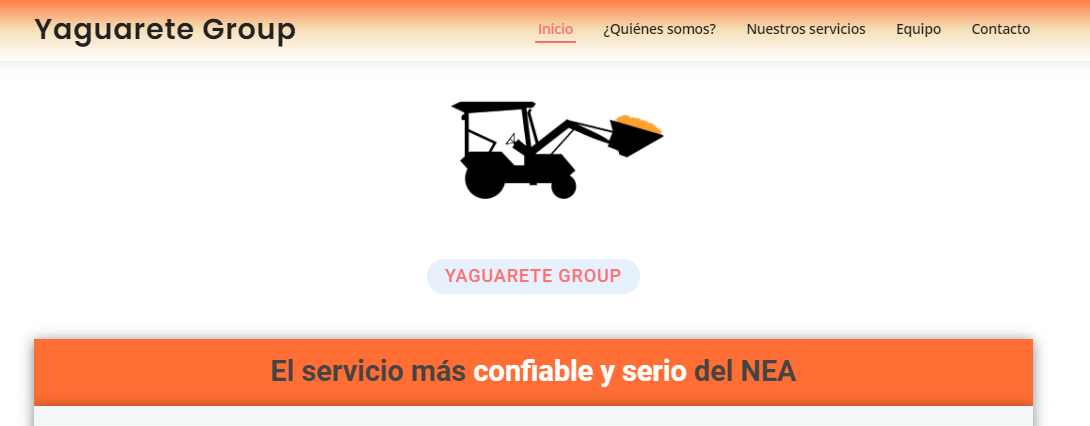 Yaguarete Group
Inicio ¿Quiénes somos? Nuestros servicios Equipo Contacto
YAGUARETE GROUP
El servicio más confiable y serio del NEA